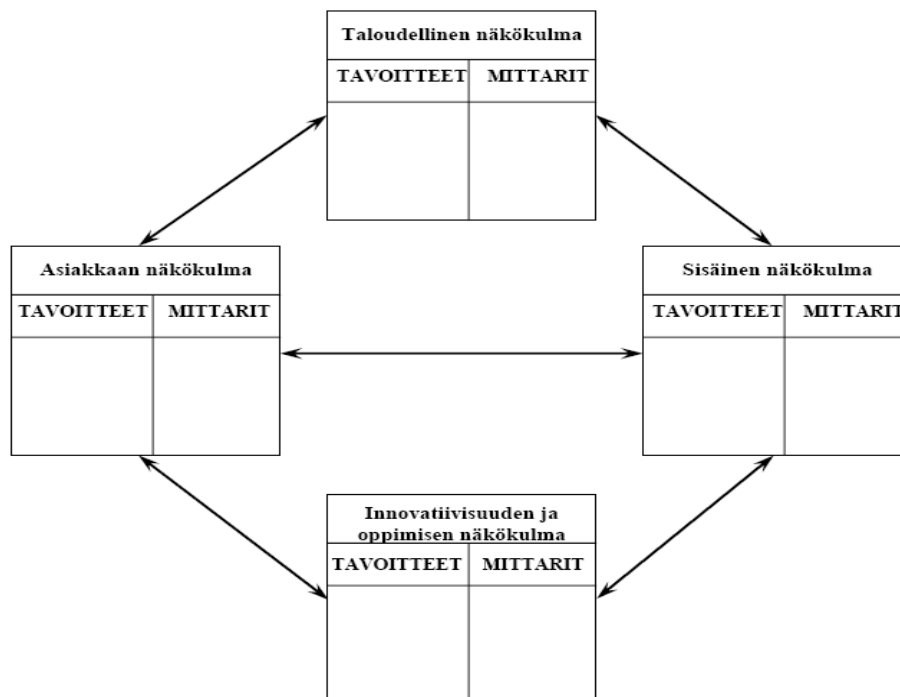 Taloudellinen näkökulma
TAVOITTEET MITTARIT
Asiakkaan näkökulma
TAVOITTEET MITTARIT
Sisäinen näkökulma
TAVOITTEET MITTARIT
Innovatiivisuuden ja
oppimisen näkökulma
TAVOITTEET MITTARIT